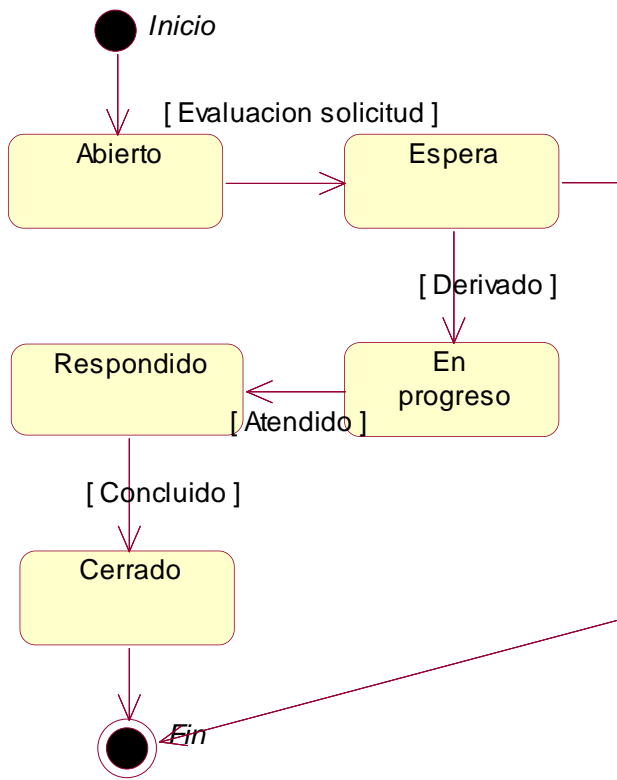 Inicio
[ Evaluacion solicitud ]
Abierto
Espera
[ Derivado ]
Respondido
En
progreso
[ Atendido ]
[ Concluido ]
Cerrado
Fin